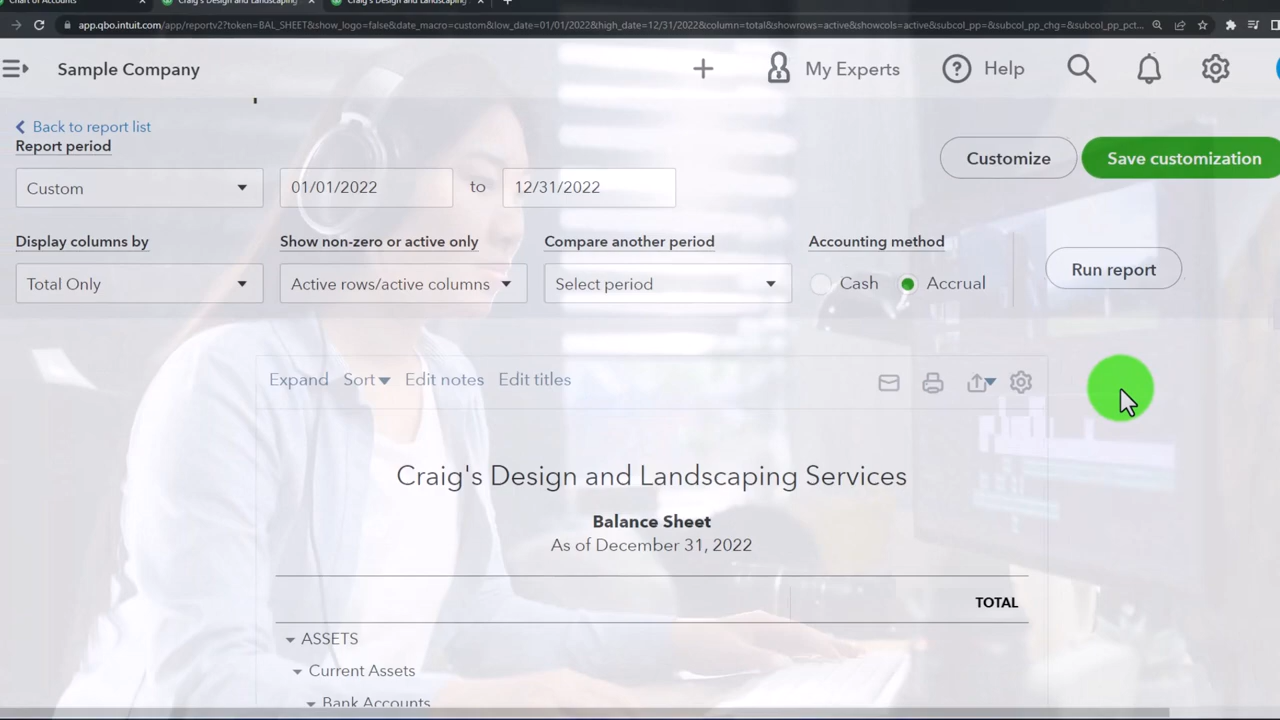 Chart of Accounts
Craig's Design and Landscaping
Craig's Design and Landscaping
app.qbo.intuit.com/app/reportv2?token=BAL_SHEET&show_logo=false&date_macro=custom&low_date=01/01/2022&high_date=12/31/2022&column=total&showrows=active&showcols=active&subcol_pp=&subcol_pp_chg=&subcol_pp_pct...
Sample Company
My Experts
Help
Back to report list
Report period
Customize
Save customization
Custom
01/01/2022
to
12/31/2022
Display columns by
Show non-zero or active only
Compare another period
Accounting method
Total Only
Active rows/active columns
Select period
Cash
Accrual
Run report
Expand
Sort
Edit notes
Edit titles
Craig's Design and Landscaping Services
Balance Sheet
As of December 31, 2022
TOTAL
ASSETS
Current Assets
Bank Accounts